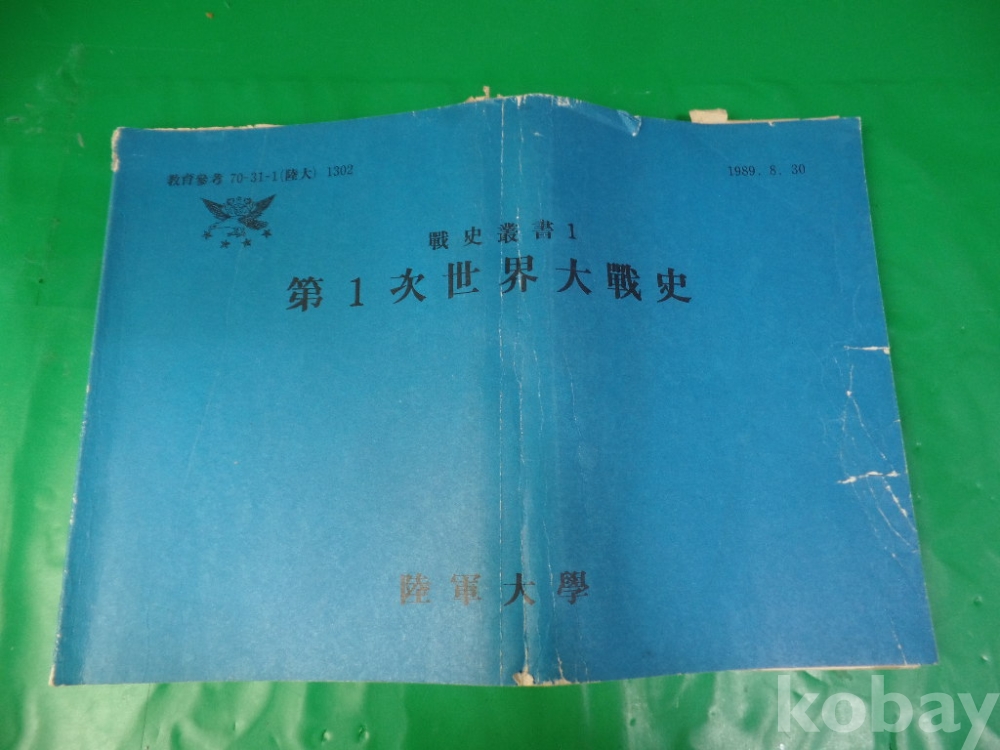 教育參考 70-31-1(陸大) 1302
1989. 8. 30
戰史叢書1
第1次世界大戰史
陸軍大學
kobay